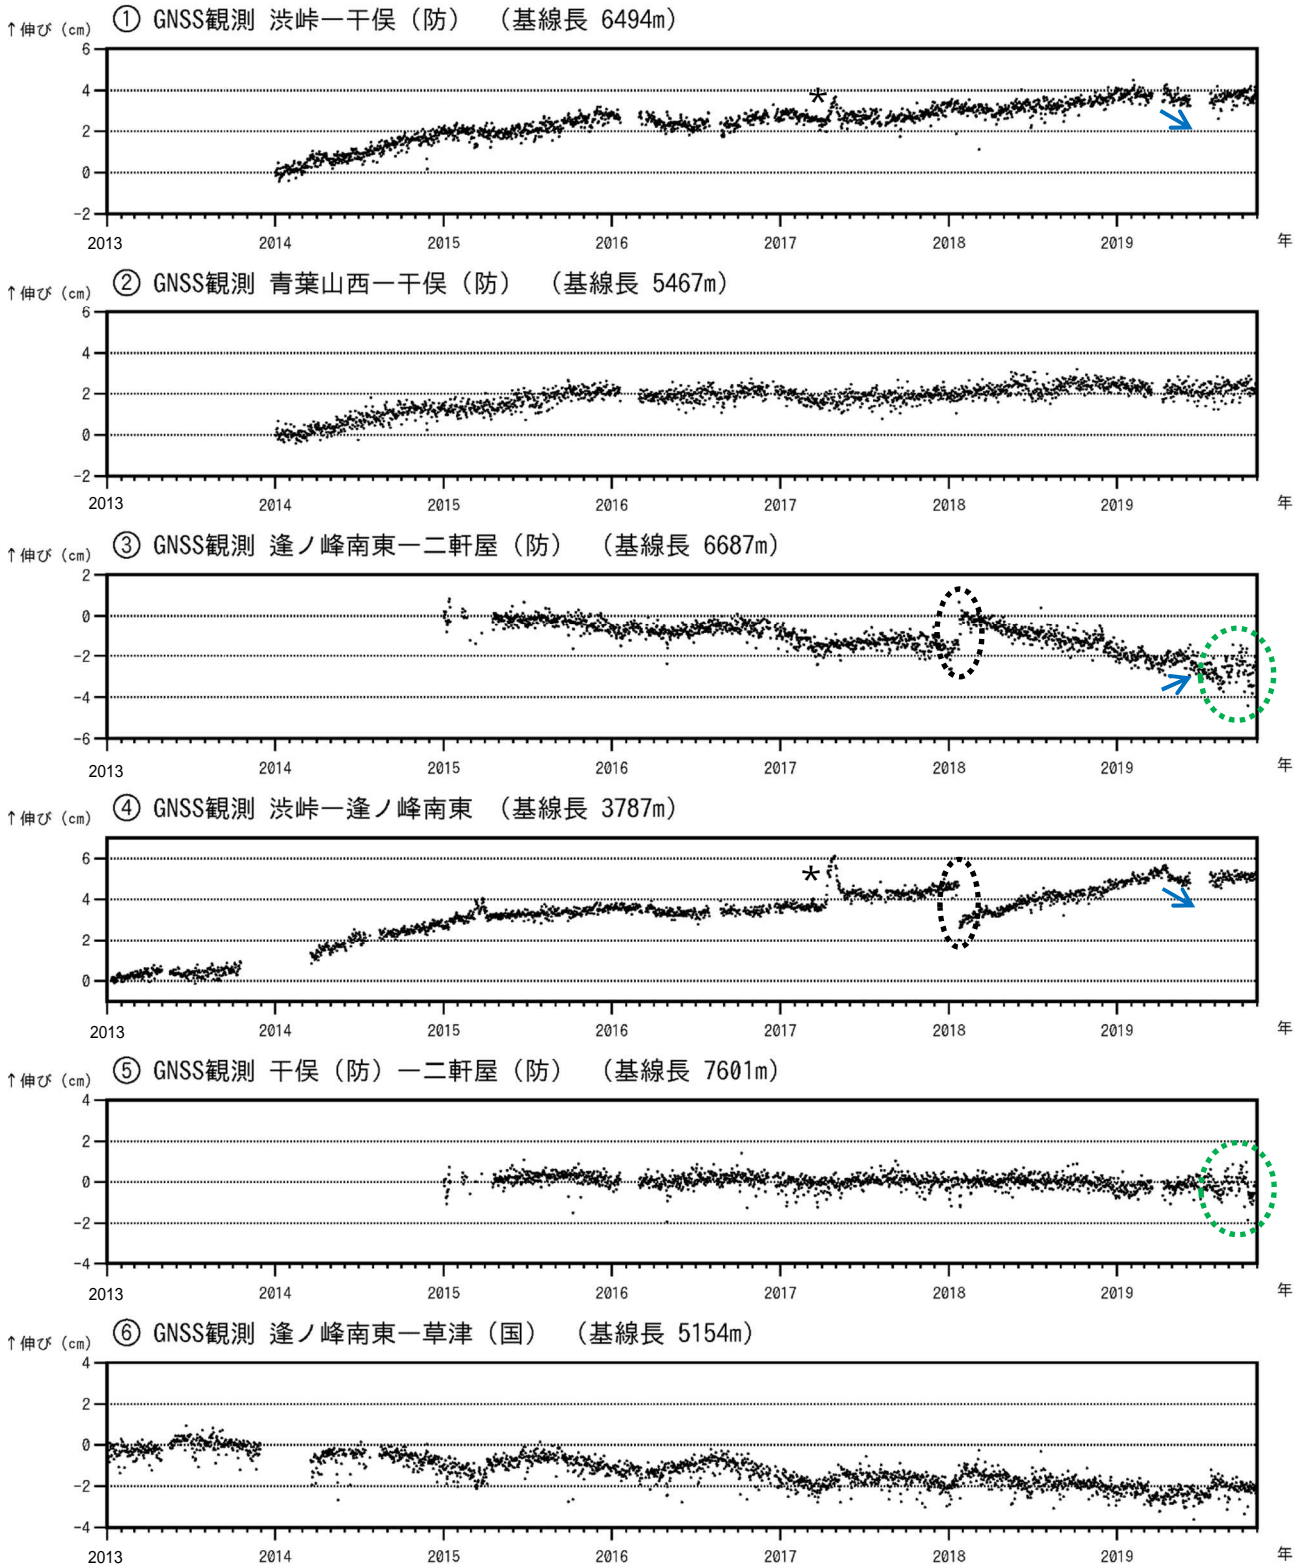 ↑伸び（cm） ① GNSS観測 渋峠－干俣（防） （基線長 6494m）
6
4
*
2
0
-2
2013 2014 2015 2016 2017 2018 2019 年
↑伸び（cm） ② GNSS観測 青葉山西－干俣（防） （基線長 5467m）
6
4
2
0
-2
2013 2014 2015 2016 2017 2018 2019 年
↑伸び（cm） ③ GNSS観測 逢ノ峰南東－二軒屋（防） （基線長 6687m）
2
0
-2
-4
-6
2013 2014 2015 2016 2017 2018 2019 年
↑伸び（cm） ④ GNSS観測 渋峠－逢ノ峰南東 （基線長 3787m）
6
*
4
2
0
2013 2014 2015 2016 2017 2018 2019 年
↑伸び（cm） ⑤ GNSS観測 干俣（防）－二軒屋（防） （基線長 7601m）
4
2
0
-2
-4
2013 2014 2015 2016 2017 2018 2019 年
↑伸び（cm） ⑥ GNSS観測 逢ノ峰南東－草津（国） （基線長 5154m）
4
2
0
-2
-4
2013 2014 2015 2016 2017 2018 2019 年